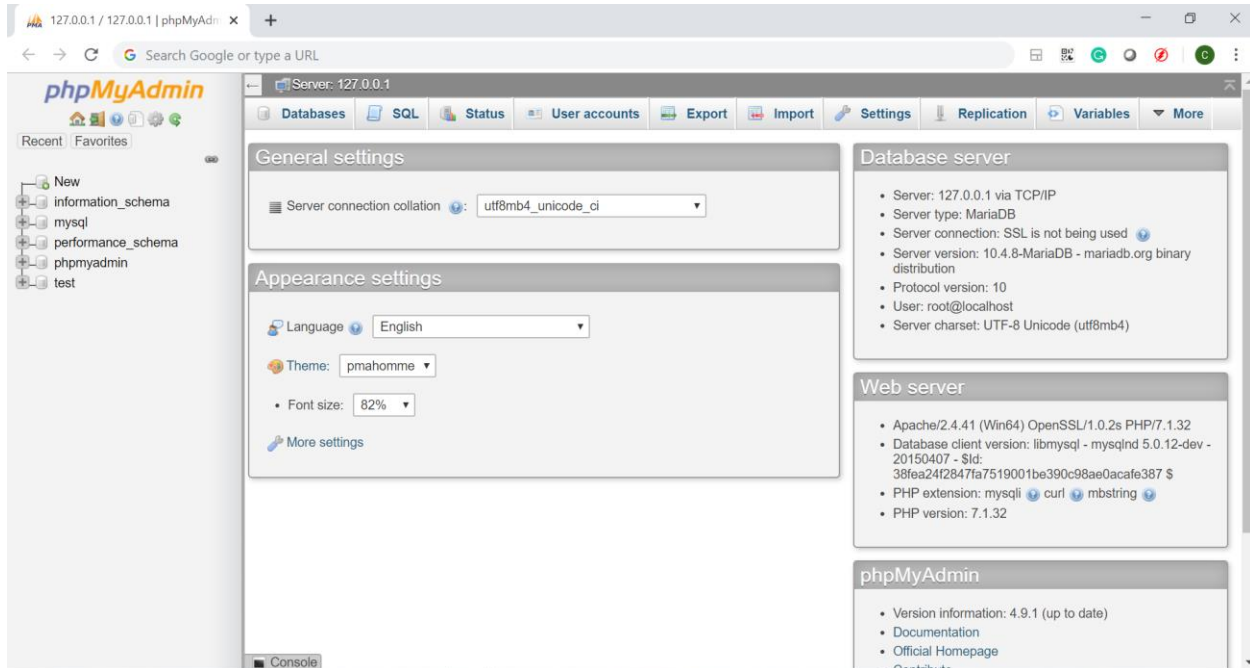 127.0.0.1 / 127.0.0.1 | phpMyAdm
Search Google or type a URL
C
phpMyAdmin
Recent Favorites
New
information_schema
mysql
performance_schema
phpmyadmin
test
Server: 127.0.0.1
Databases SQL Status User accounts Export Import Settings Replication Variables More
General settings
Server connection collation : utf8mb4_unicode_ci
Appearance settings
Language English
Theme: pmahomme
• Font size: 82%
More settings
Console
Database server
• Server: 127.0.0.1 via TCP/IP
• Server type: MariaDB
• Server connection: SSL is not being used
• Server version: 10.4.8-MariaDB - mariadb.org binary
distribution
• Protocol version: 10
• User: root@localhost
• Server charset: UTF-8 Unicode (utf8mb4)
Web server
• Apache/2.4.41 (Win64) OpenSSL/1.0.2s PHP/7.1.32
• Database client version: libmysql - mysqlnd 5.0.12-dev -
20150407 - $Id:
38fea24f2847fa7519001be390c98ae0acafe387 $
• PHP extension: mysqli curl mbstring
• PHP version: 7.1.32
phpMyAdmin
• Version information: 4.9.1 (up to date)
• Documentation
• Official Homepage